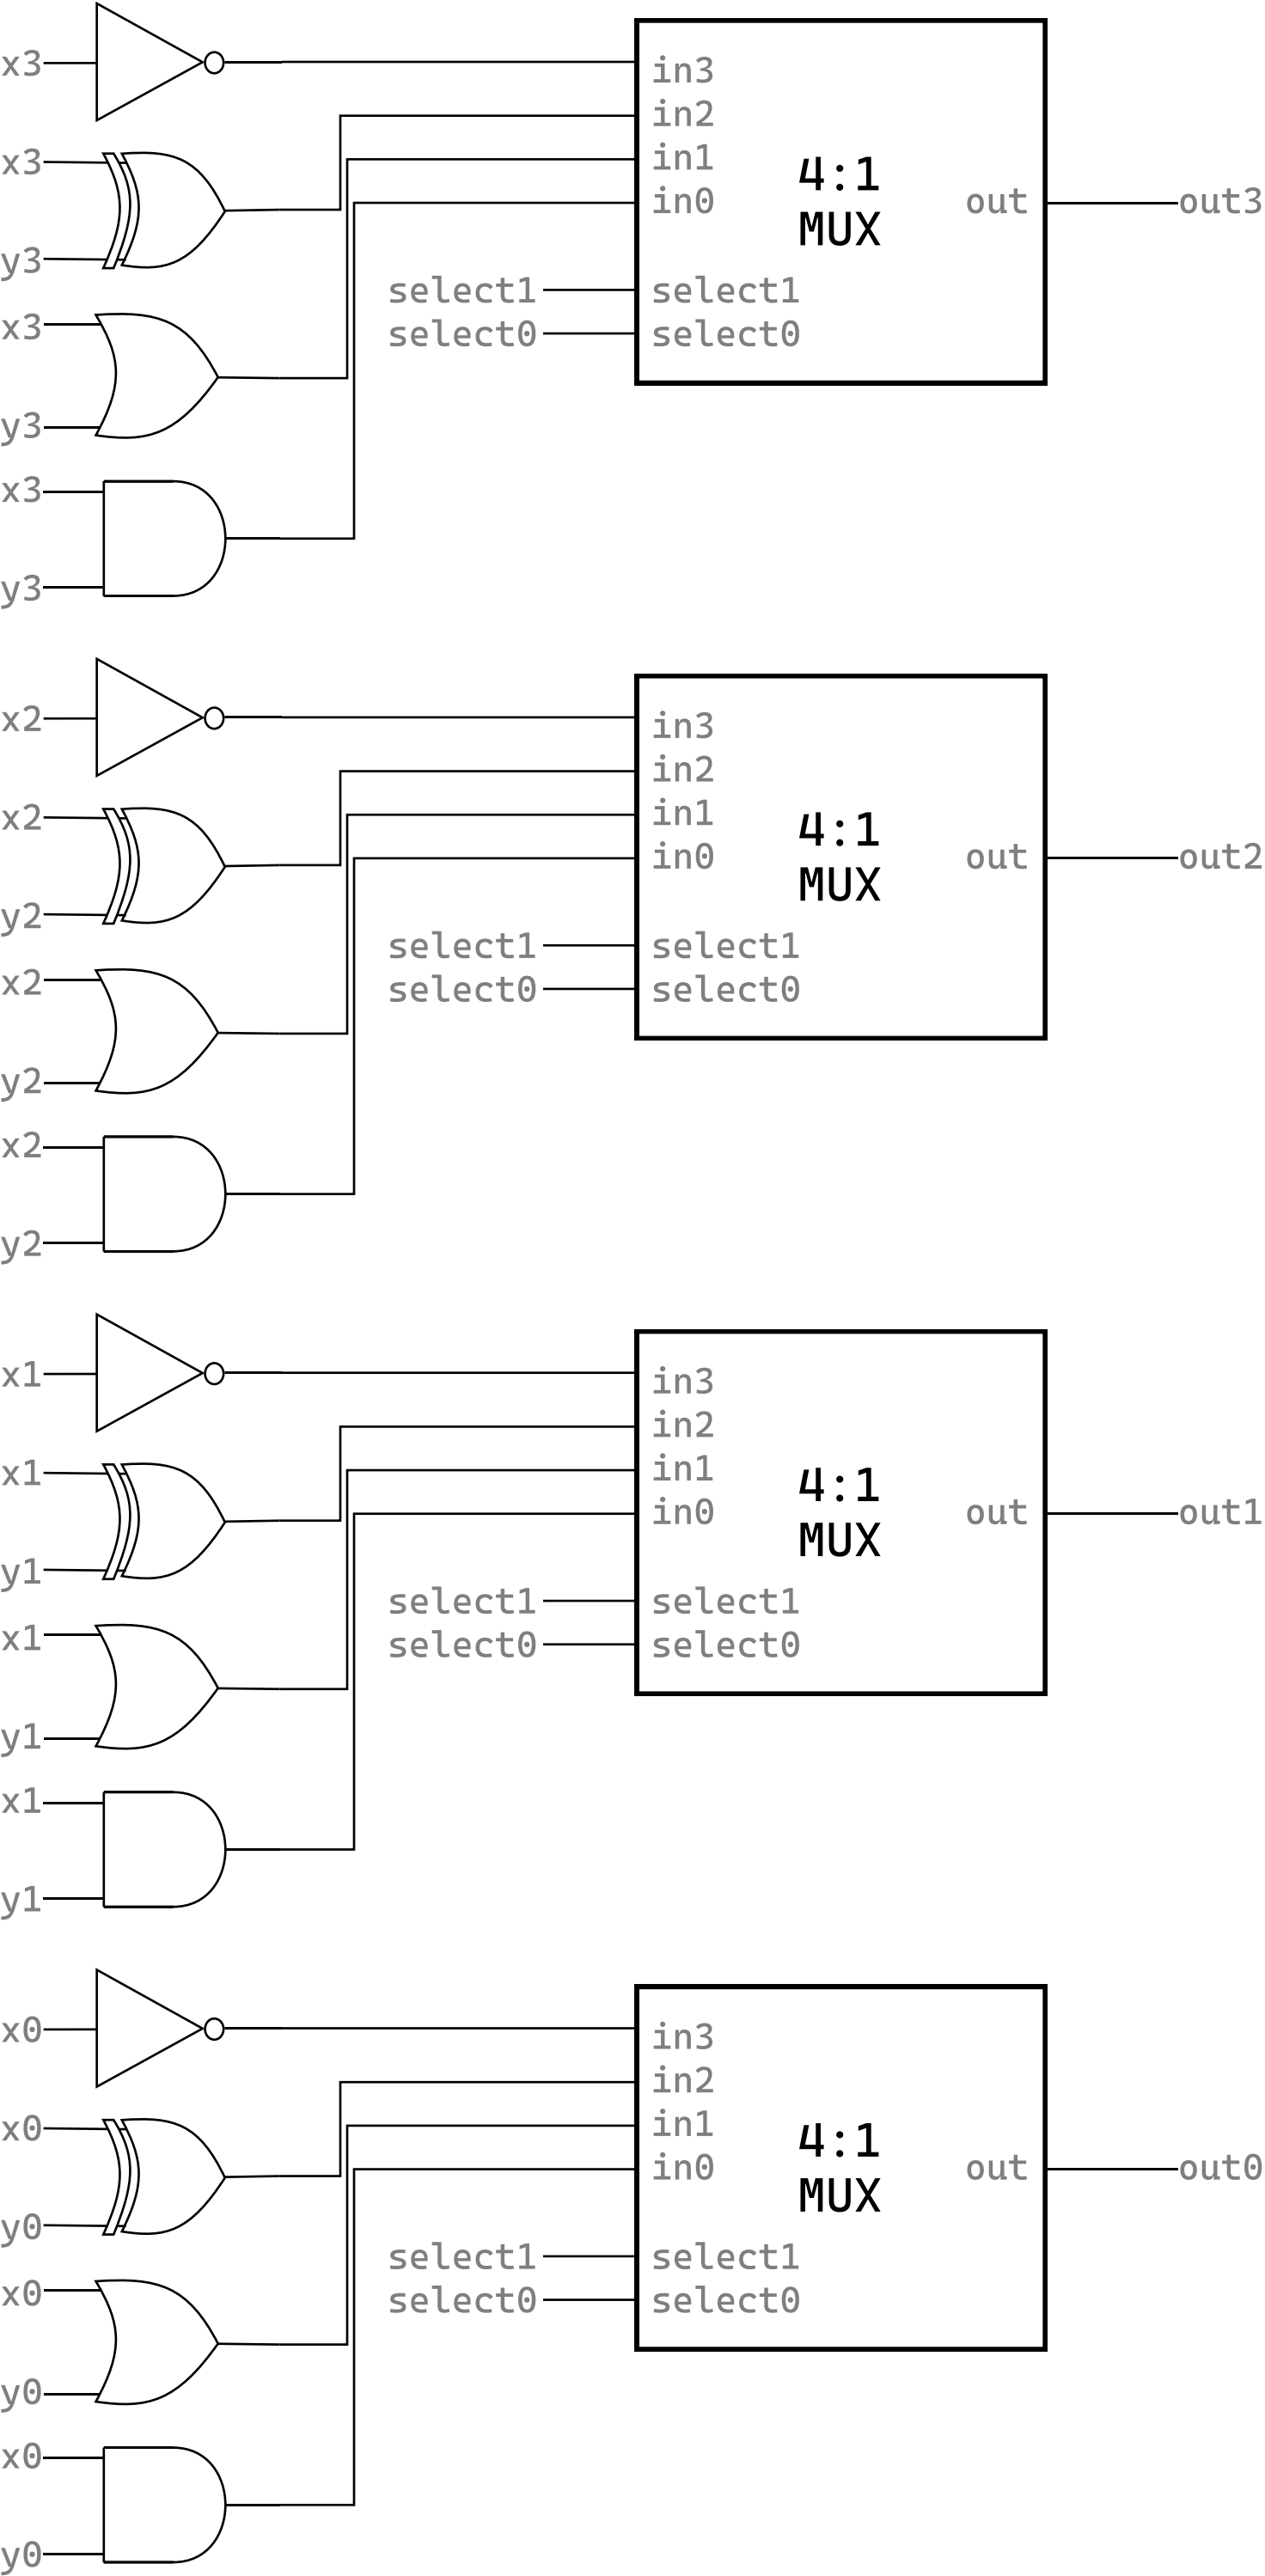 x3
in3
x3
in2
in1
in0
4:1
MUX
out
out3
y3
select1
select1
x3
select0
select0
y3
x3
y3
x2
in3
x2
in2
in1
in0
4:1
MUX
out
out2
y2
select1
select1
x2
select0
select0
y2
x2
y2
x1
in3
x1
in2
in1
in0
4:1
MUX
out
out1
y1
select1
select1
x1
select0
select0
y1
x1
y1
x0
in3
x0
in2
in1
in0
4:1
MUX
out
out0
y0
select1
select1
x0
select0
select0
y0
x0
y0